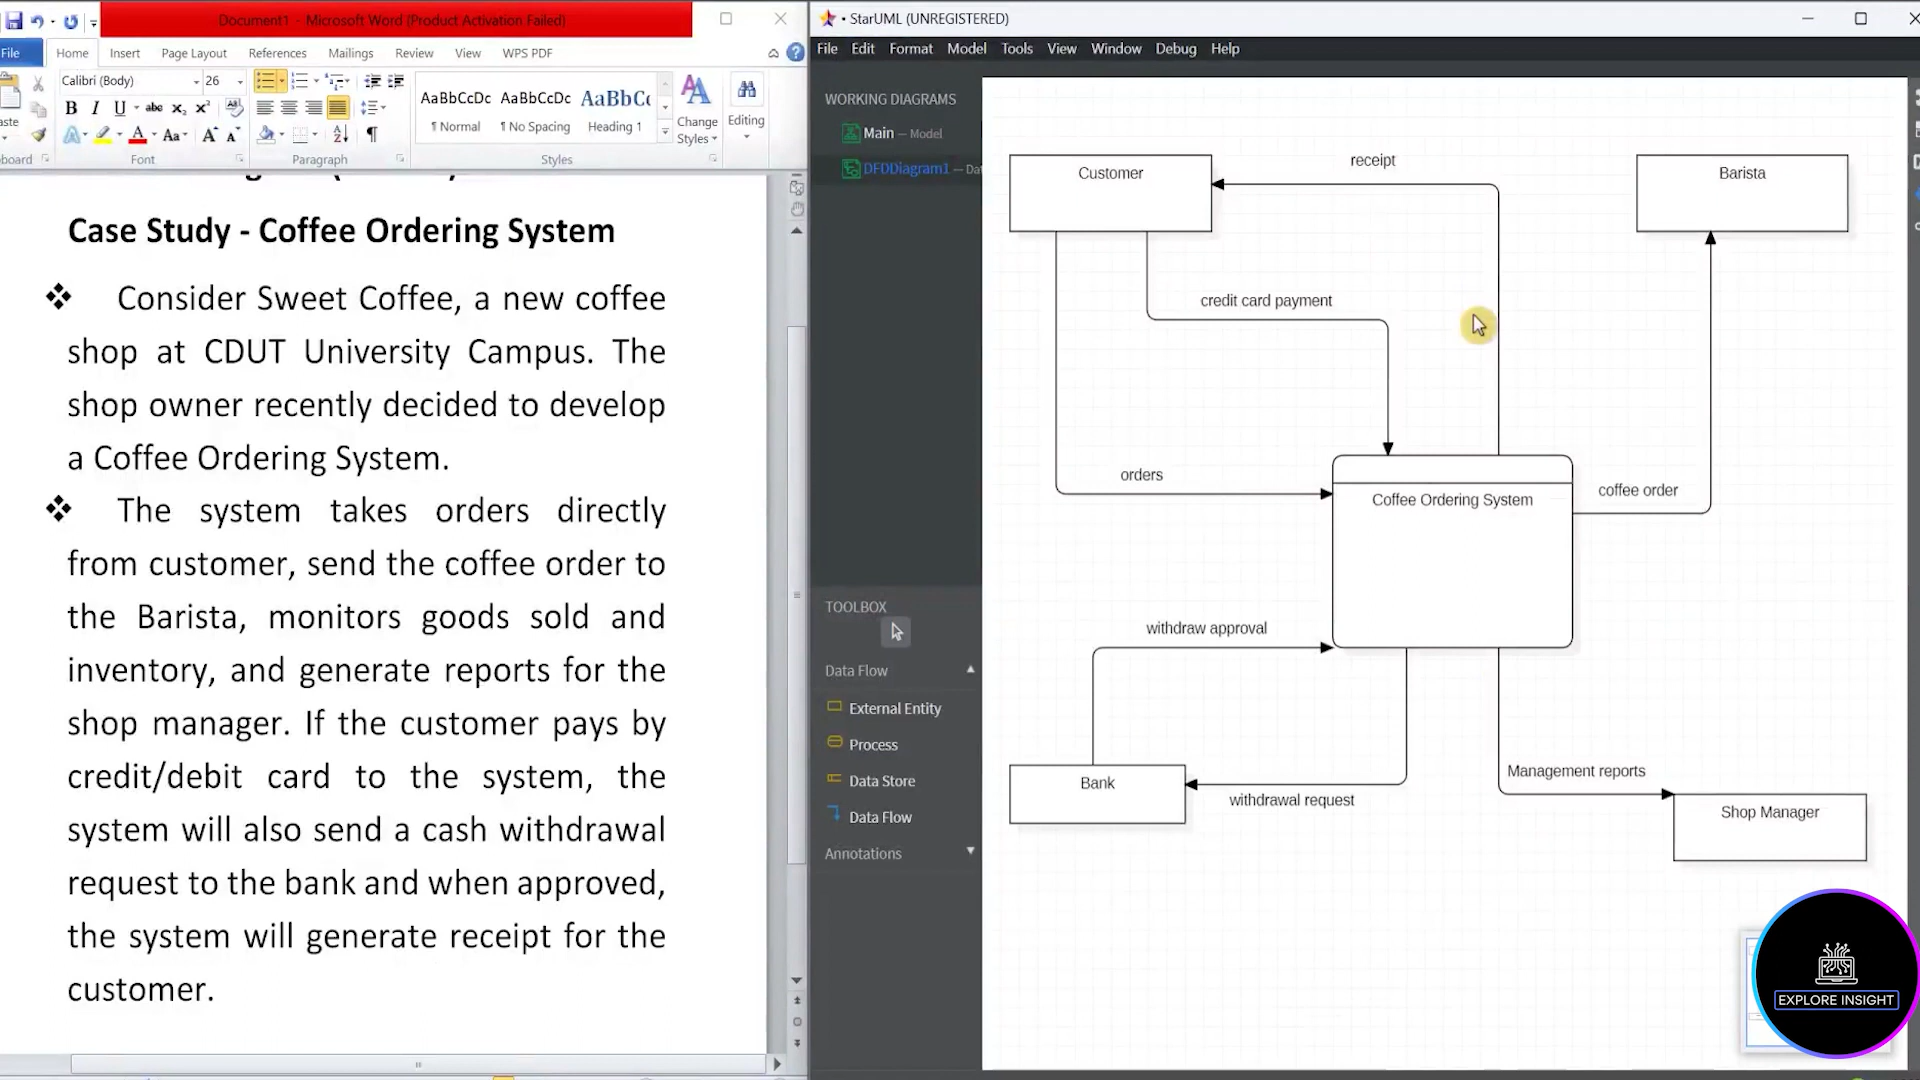 Document1 - Microsoft Word (Product Activation Failed)
File Home Insert Page Layout References Mailings Review View WPS PDF
Calibri (Body) 26
B I U abc x₂ x²
Aa
AaBbCcDc AaBbCcDc AaBbCc
¶ Normal ¶ No Spacing Heading 1
Change Styles
Editing
Font Paragraph Styles
Case Study - Coffee Ordering System
❖ Consider Sweet Coffee, a new coffee
shop at CDUT University Campus. The
shop owner recently decided to develop
a Coffee Ordering System.
❖ The system takes orders directly
from customer, send the coffee order to
the Barista, monitors goods sold and
inventory, and generate reports for the
shop manager. If the customer pays by
credit/debit card to the system, the
system will also send a cash withdrawal
request to the bank and when approved,
the system will generate receipt for the
customer.
• StarUML (UNREGISTERED)
File Edit Format Model Tools View Window Debug Help
WORKING DIAGRAMS
Main — Model
DFDDiagram1 — Dat
TOOLBOX
Data Flow
External Entity
Process
Data Store
Data Flow
Annotations
receipt
Customer
Barista
credit card payment
orders
coffee order
Coffee Ordering System
withdraw approval
Management reports
Bank
withdrawal request
Shop Manager
EXPLORE INSIGHT